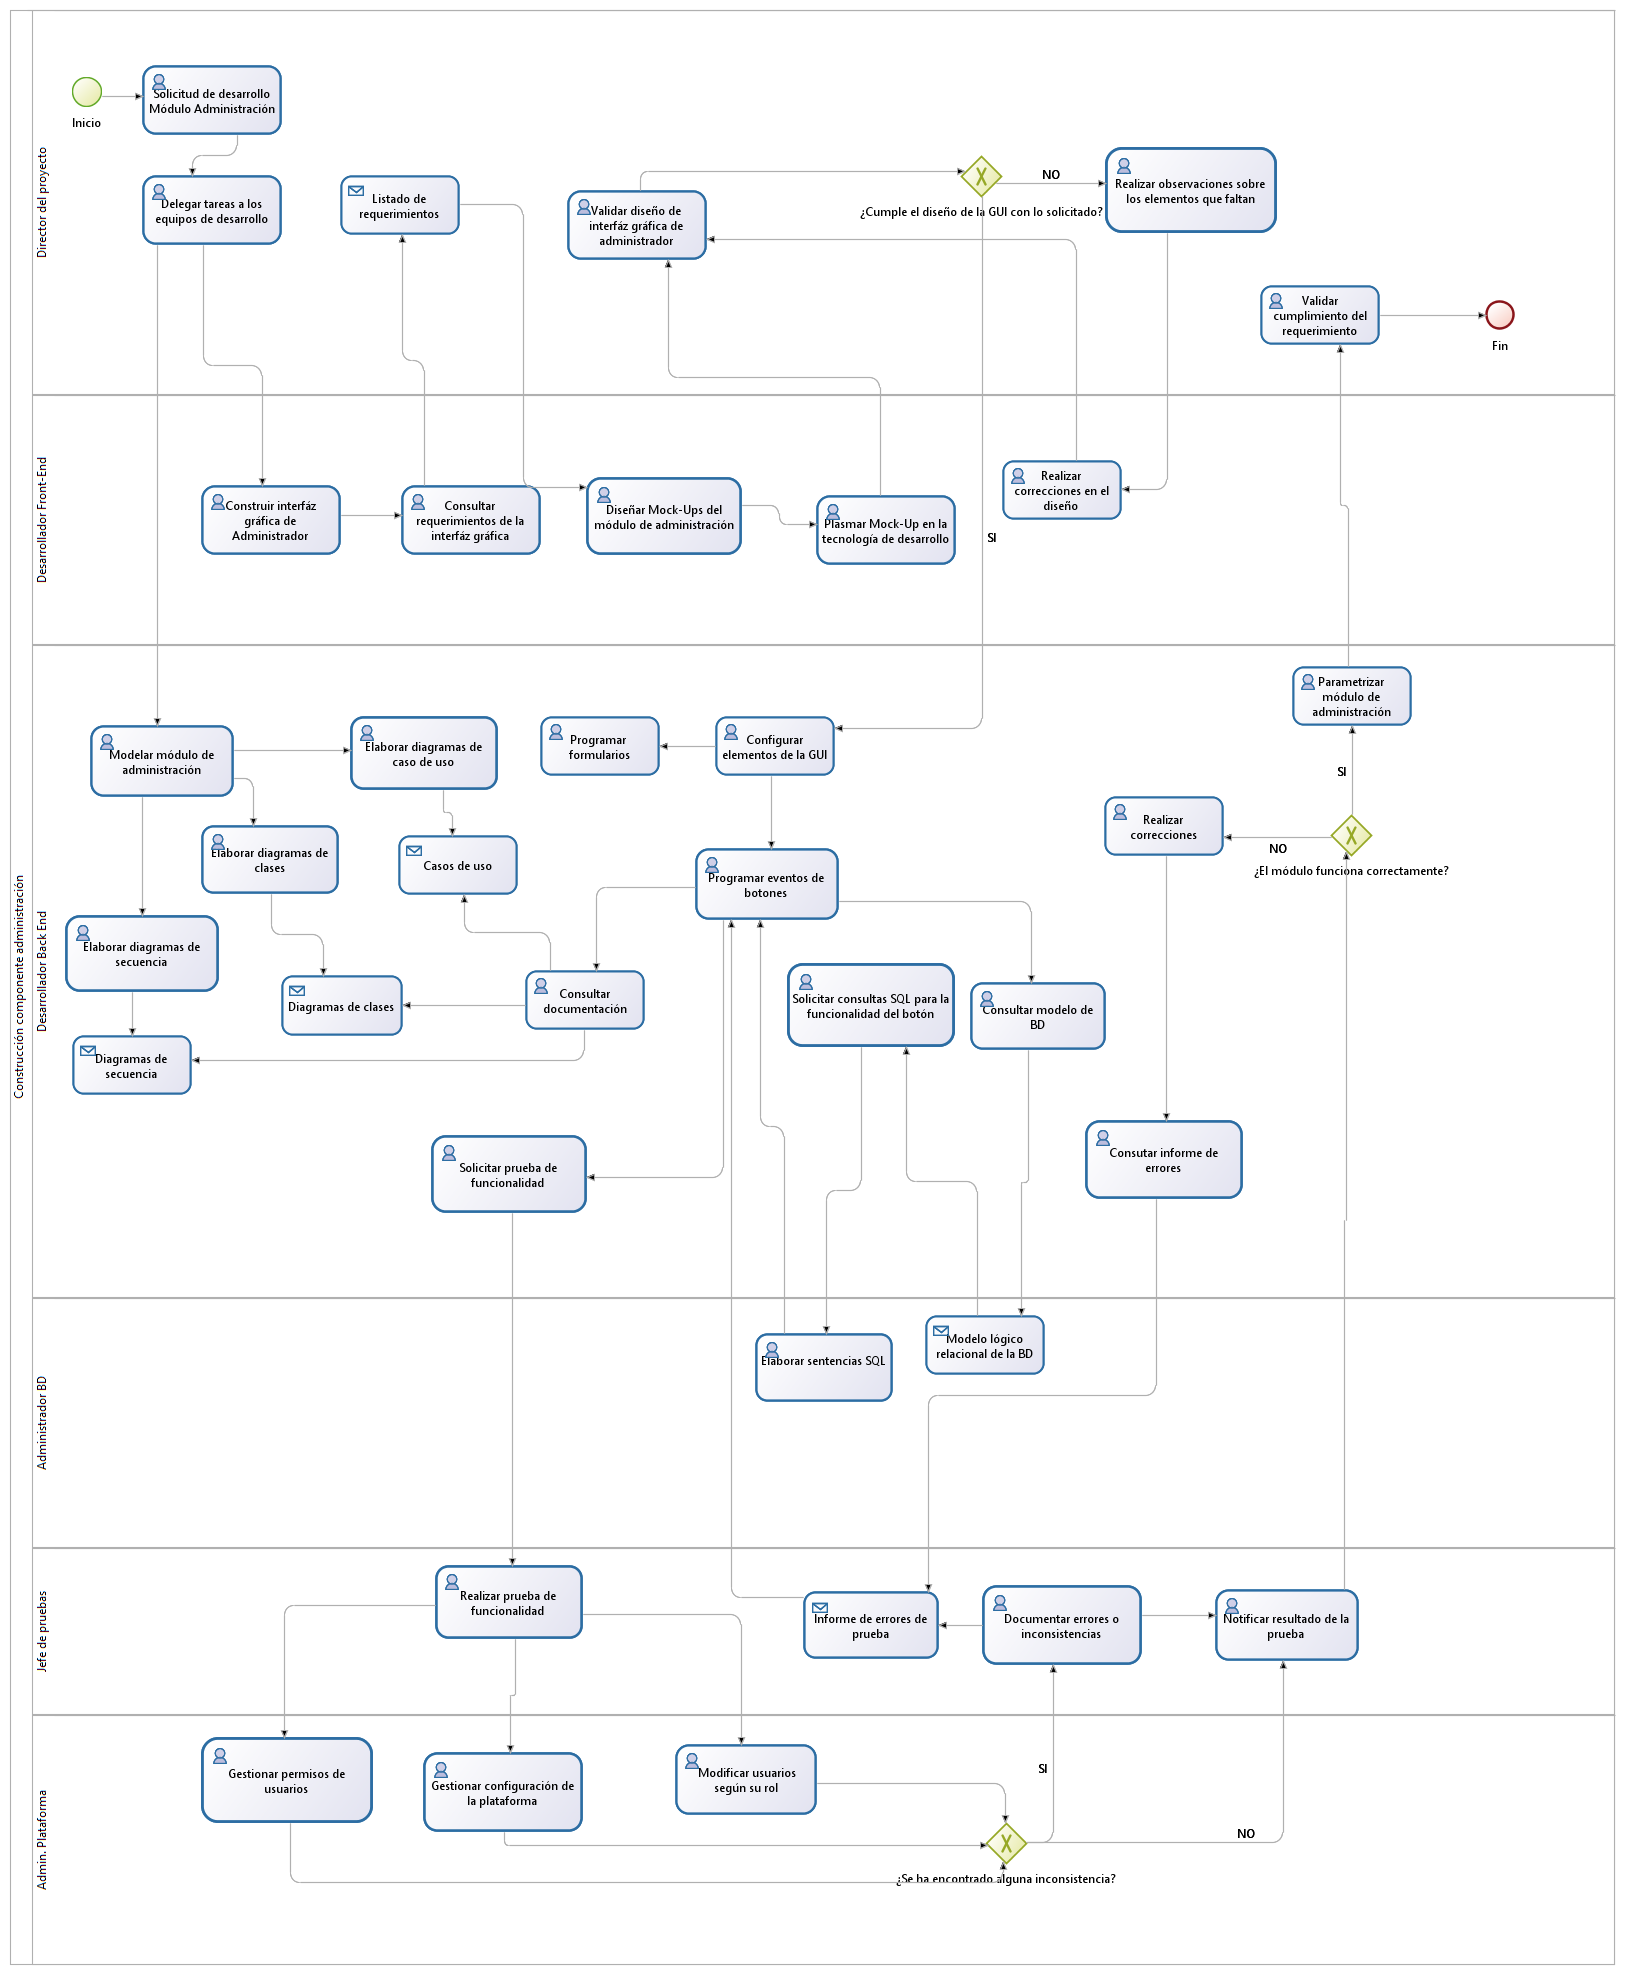 Construcción componente administración
Director del proyecto
Inicio
Solicitud de desarrollo
Módulo Administración
Delegar tareas a los
equipos de desarrollo
Listado de
requerimientos
Validar diseño de
interfáz gráfica de
administrador
¿Cumple el diseño de la GUI con lo solicitado?
NO
Realizar observaciones sobre
los elementos que faltan
Validar
cumplimiento del
requerimiento
Fin
Desarrollador Front-End
Construir interfáz
gráfica de
Administrador
Consultar
requerimientos de la
interfáz gráfica
Diseñar Mock-Ups del
módulo de administración
Plasmar Mock-Up en la
tecnología de desarrollo
Realizar
correcciones en el
diseño
SI
Desarrollador Back End
Modelar módulo de
administración
Elaborar diagramas de
caso de uso
Programar
formularios
Configurar
elementos de la GUI
Parametrizar
módulo de
administración
SI
Elaborar diagramas de
clases
Casos de uso
Programar eventos de
botones
Realizar
correcciones
NO
¿El módulo funciona correctamente?
Elaborar diagramas de
secuencia
Diagramas de clases
Consultar
documentación
Solicitar consultas SQL para la
funcionalidad del botón
Consultar modelo de
BD
Diagramas de
secuencia
Solicitar prueba de
funcionalidad
Consutar informe de
errores
Administrador BD
Elaborar sentencias SQL
Modelo lógico
relacional de la BD
Jefe de pruebas
Realizar prueba de
funcionalidad
Informe de errores de
prueba
Documentar errores o
inconsistencias
Notificar resultado de la
prueba
Admin. Plataforma
Gestionar permisos de
usuarios
Gestionar configuración de
la plataforma
Modificar usuarios
según su rol
SI
NO
¿Se ha encontrado alguna inconsistencia?